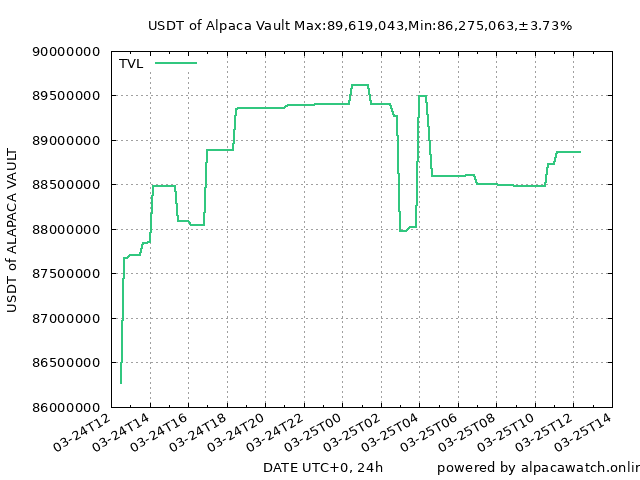 USDT of Alpaca Vault Max:89,619,043,Min:86,275,063,±3.73%
90000000
TVL
89500000
89000000
88500000
88000000
87500000
87000000
86500000
86000000
USDT of ALAPACA VAULT
03-24T12
03-24T14
03-24T16
03-24T18
03-24T20
03-24T22
03-25T00
03-25T02
03-25T04
03-25T06
03-25T08
03-25T10
03-25T12
03-25T14
DATE UTC+0, 24h
powered by alpacawatch.onlin